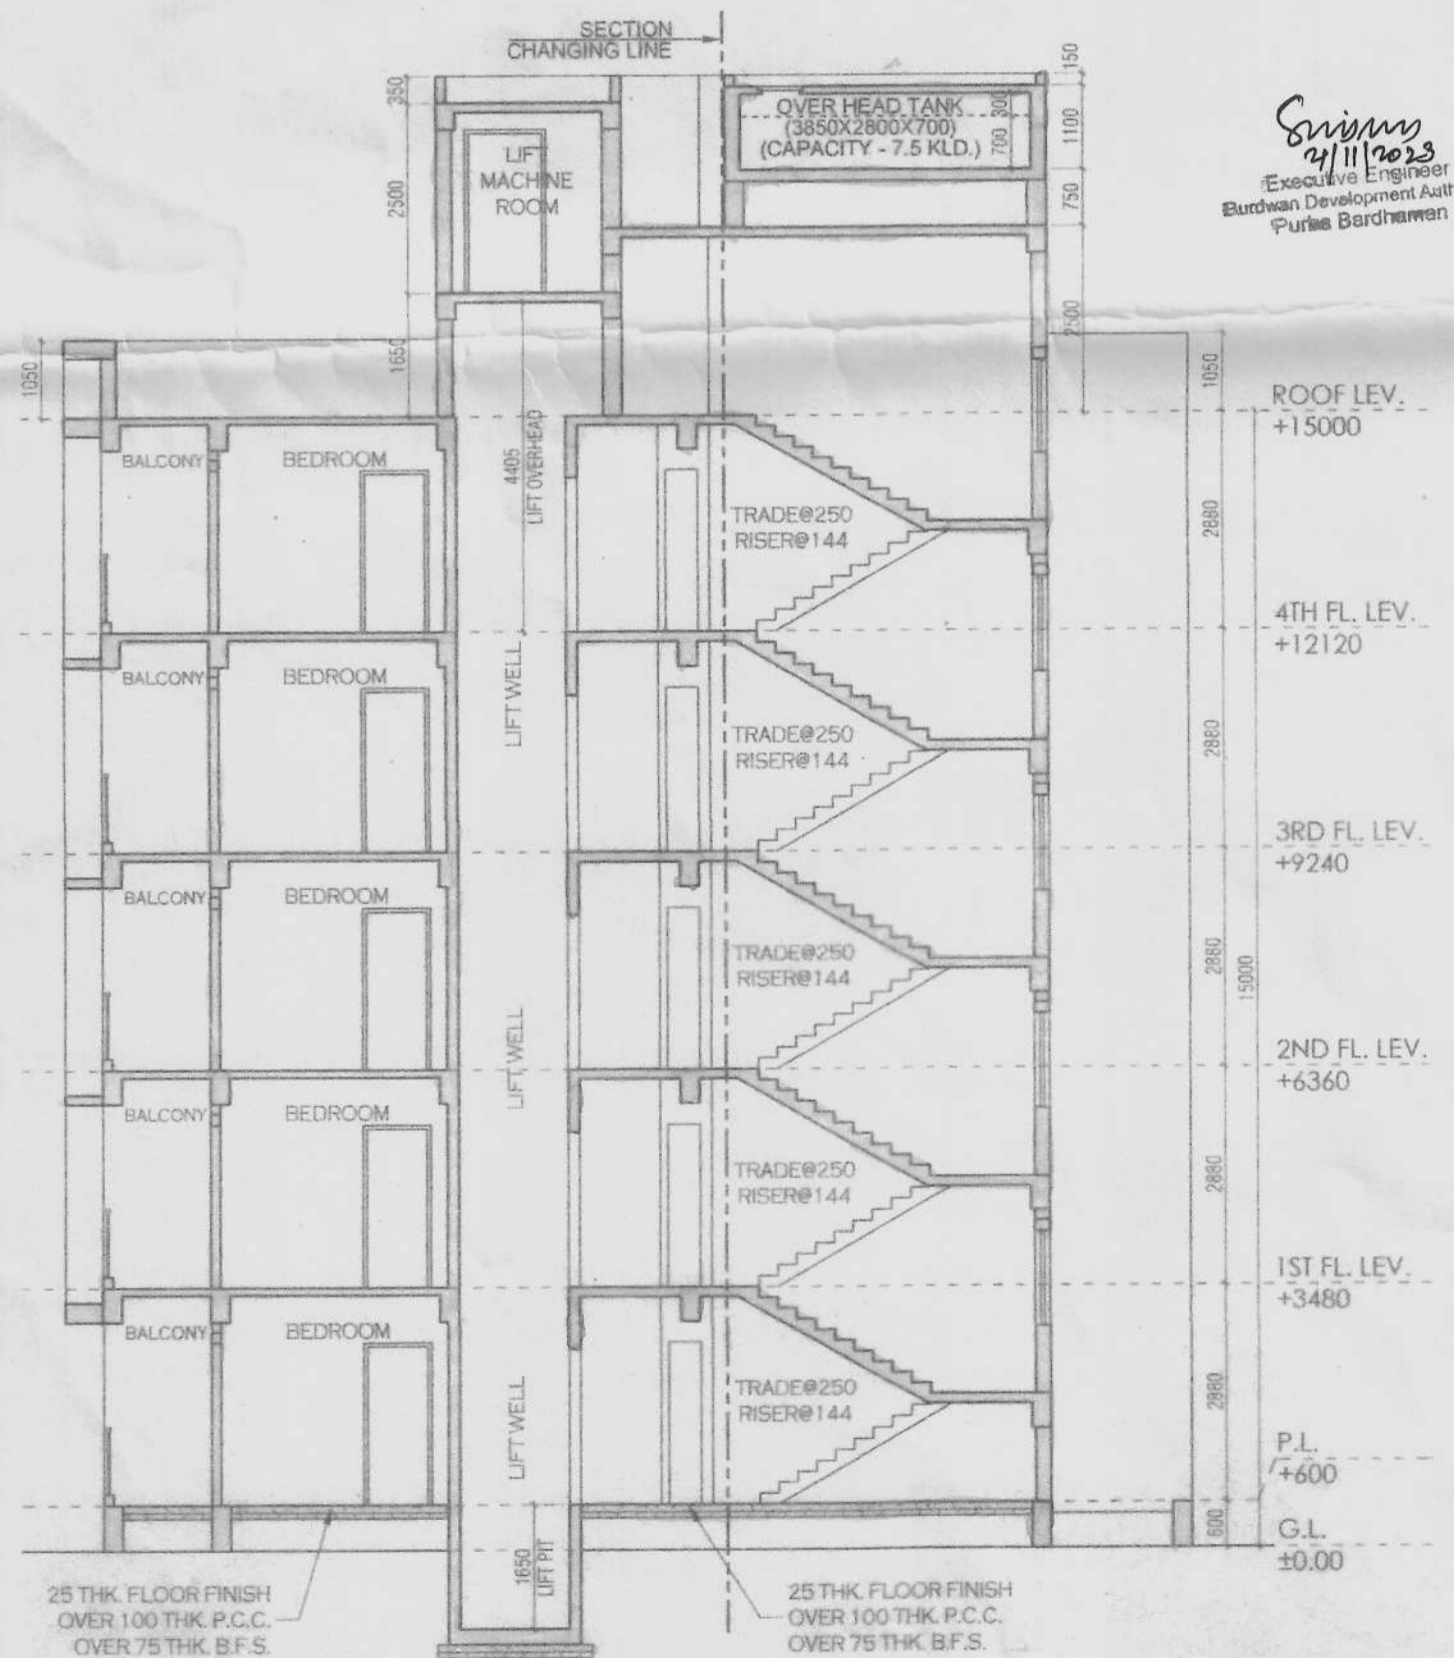 SECTION
CHANGING LINE
350
2500
1650
1050
LIFT
MACHINE
ROOM
OVER HEAD TANK
(3850X2800X700)
(CAPACITY - 7.5 KLD.)
300
700
150
1100
750
2500
1050
2/11/2023
Executive Engineer
Burdwan Development Auth
Purba Bardhaman
ROOF LEV.
+15000
BALCONY
BEDROOM
4405
LIFT OVERHEAD
TRADE@250
RISER@144
2880
4TH FL. LEV.
+12120
BALCONY
BEDROOM
LIFT WELL
TRADE@250
RISER@144
2880
3RD FL. LEV.
+9240
BALCONY
BEDROOM
TRADE@250
RISER@144
2880
15000
LIFT WELL
2ND FL. LEV.
+6360
BALCONY
BEDROOM
TRADE@250
RISER@144
2880
1ST FL. LEV.
+3480
BALCONY
BEDROOM
LIFT WELL
TRADE@250
RISER@144
2880
P.L.
+600
600
G.L.
±0.00
1650
LIFT PIT
25 THK. FLOOR FINISH
OVER 100 THK. P.C.C.
OVER 75 THK. B.F.S.
25 THK. FLOOR FINISH
OVER 100 THK. P.C.C.
OVER 75 THK. B.F.S.